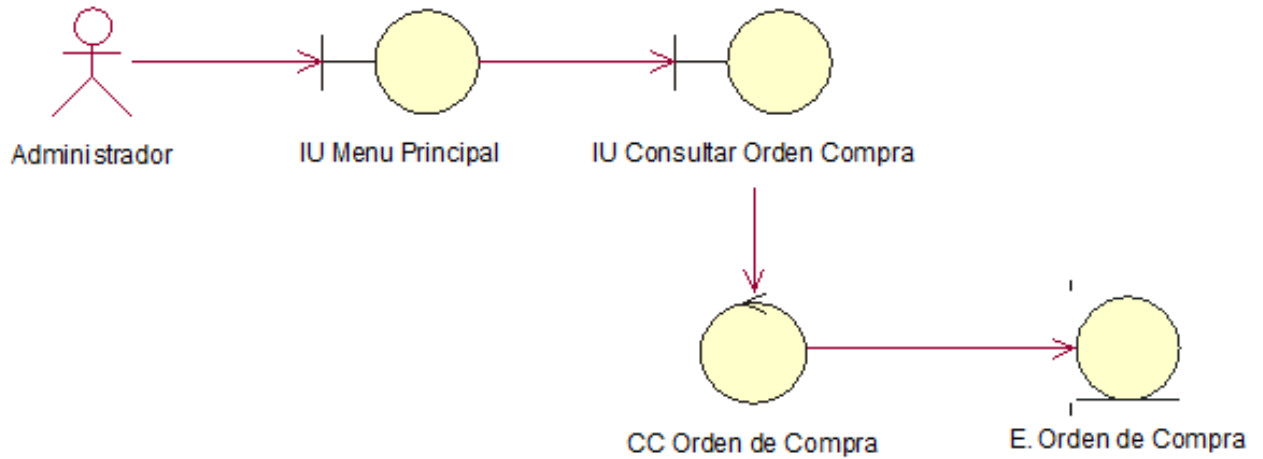 Administrador
IU Menu Principal
IU Consultar Orden Compra
CC Orden de Compra
E. Orden de Compra